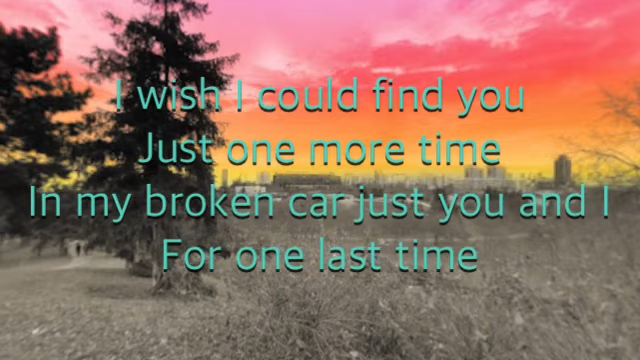 I wish I could find you
Just one more time
In my broken car just you and I
For one last time